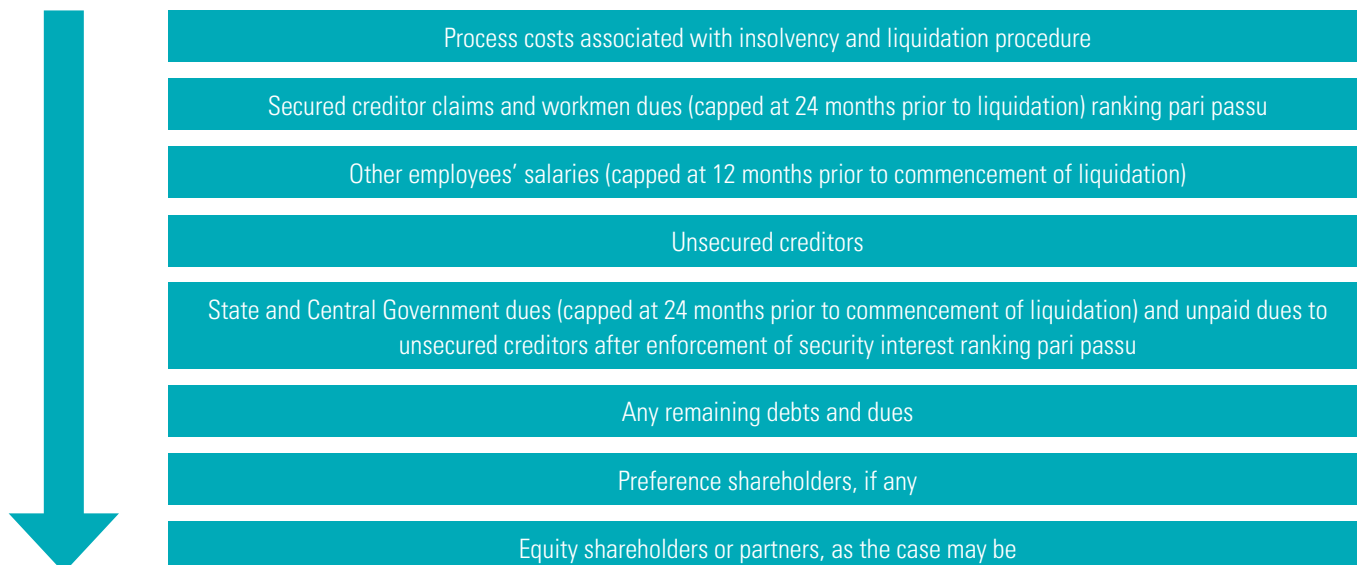 Process costs associated with insolvency and liquidation procedure
Secured creditor claims and workmen dues (capped at 24 months prior to liquidation) ranking pari passu
Other employees’ salaries (capped at 12 months prior to commencement of liquidation)
Unsecured creditors
State and Central Government dues (capped at 24 months prior to commencement of liquidation) and unpaid dues to
unsecured creditors after enforcement of security interest ranking pari passu
Any remaining debts and dues
Preference shareholders, if any
Equity shareholders or partners, as the case may be